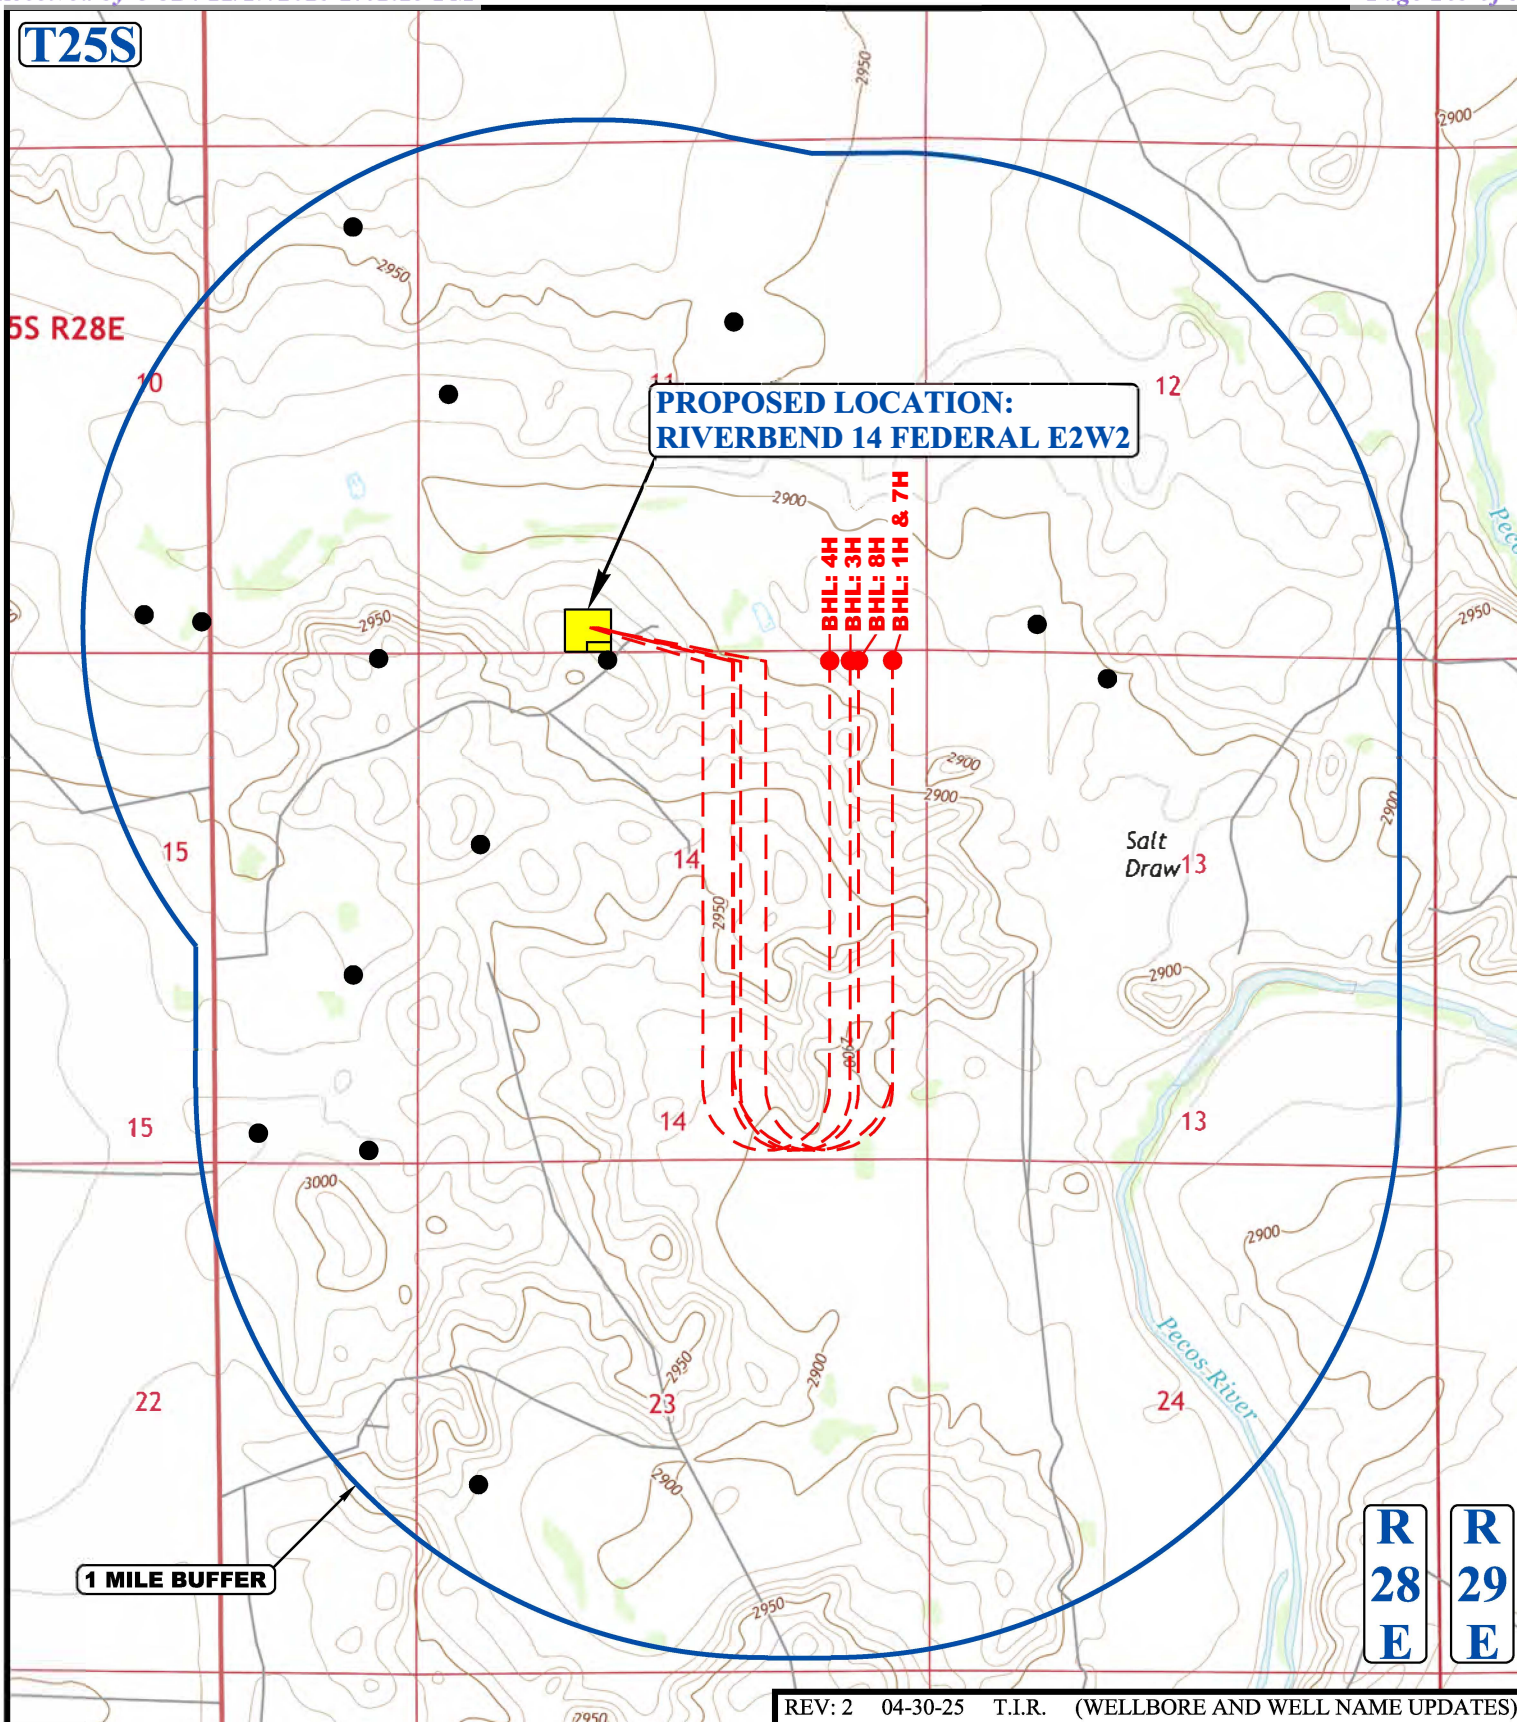 T25S
2950
2900
2950
5S R28E
10
11
12
PROPOSED LOCATION:
RIVERBEND 14 FEDERAL E2W2
2900
BHL: 4H
BHL: 3H
BHL: 8H
BHL: 1H & 7H
2950
2950
2900
2900
2900
15
14
Salt
Draw
13
2950
2900
2900
15
14
13
3000
2900
Pecos River
2950
2900
22
23
24
2900
1 MILE BUFFER
2950
R
28
E
R
29
E
2950
REV: 2 04-30-25 T.I.R. (WELLBORE AND WELL NAME UPDATES)